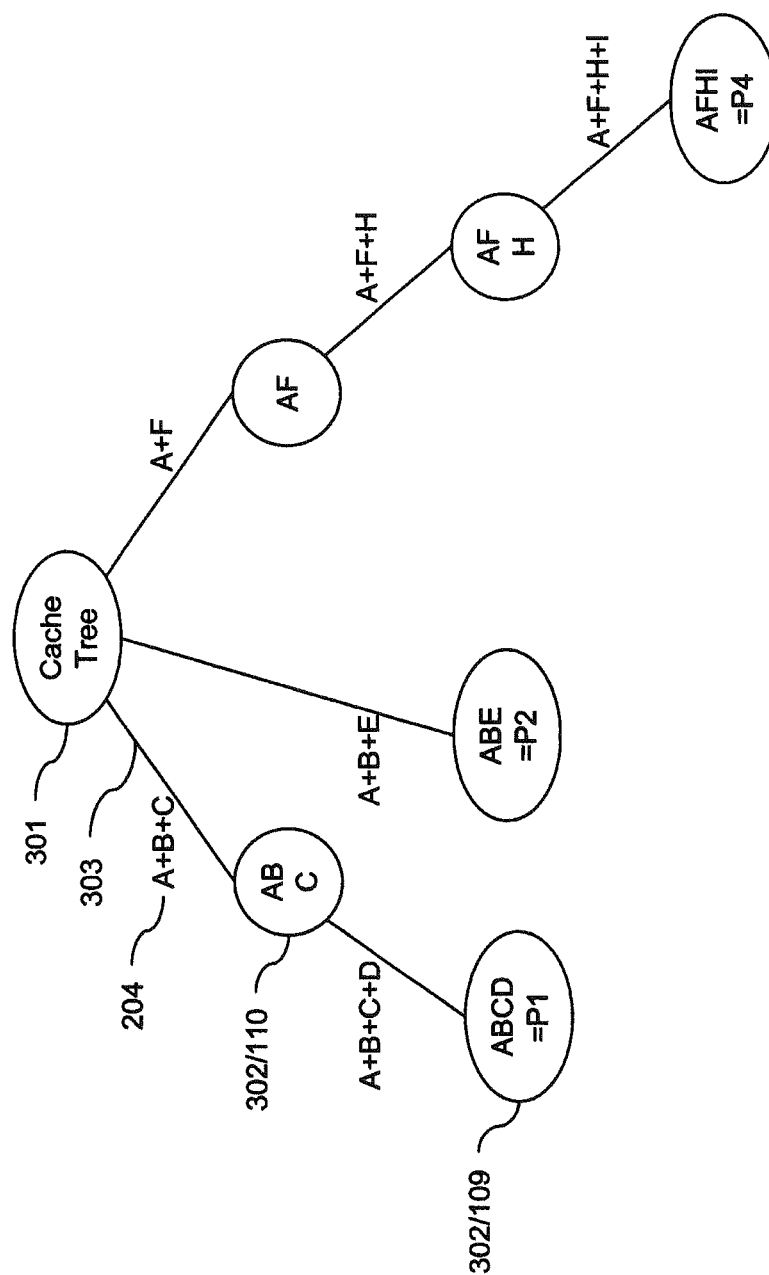 Cache
Tree
301
303
204
A+B+C
A+F
AB
C
302/110
AF
A+F+H
A+B+C+D
A+B+E
ABCD
=P1
302/109
ABE
=P2
AF
H
A+F+H+I
AFHI
=P4